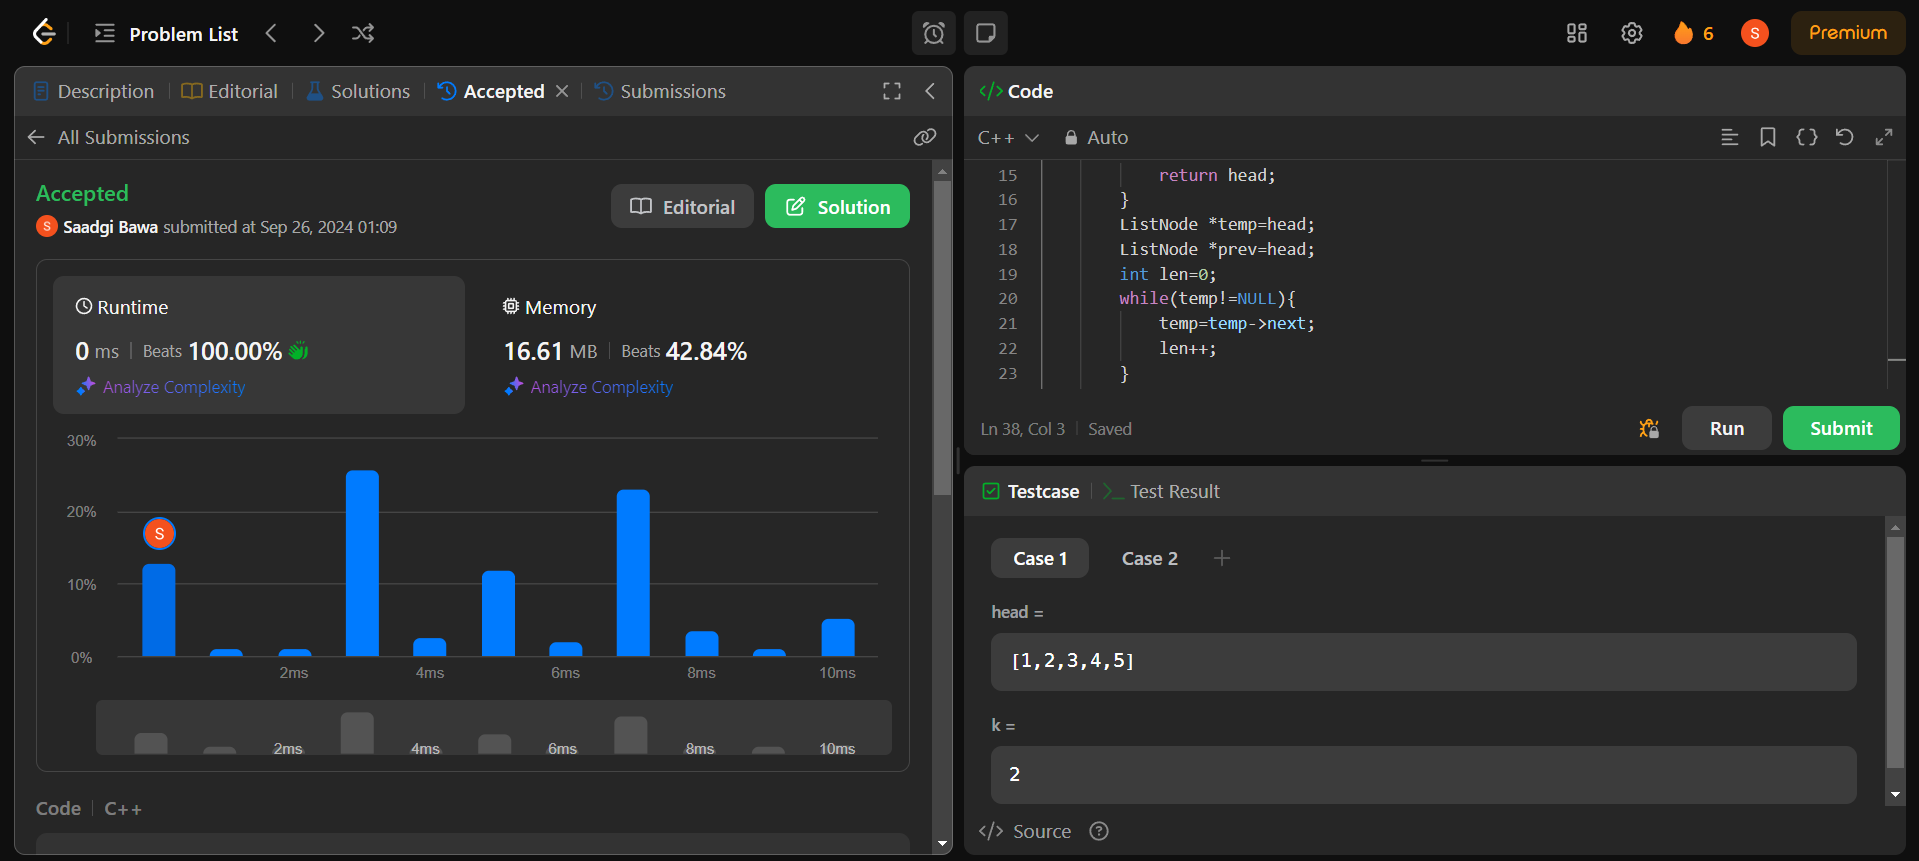 Problem List
6
S
Premium
Description
Editorial
Solutions
Accepted
Submissions
All Submissions
Accepted
S Saadgi Bawa submitted at Sep 26, 2024 01:09
Editorial
Solution
Runtime
0 ms | Beats 100.00%
Analyze Complexity
Memory
16.61 MB | Beats 42.84%
Analyze Complexity
30%
20%
10%
0%
S
2ms 4ms 6ms 8ms 10ms
2ms 4ms 6ms 8ms 10ms
Code | C++
</> Code
C++ Auto
15 return head;
16 }
17 ListNode *temp=head;
18 ListNode *prev=head;
19 int len=0;
20 while(temp!=NULL){
21 temp=temp->next;
22 len++;
23 }
Ln 38, Col 3 | Saved
Run
Submit
Testcase
Test Result
Case 1 Case 2 +
head =
[1,2,3,4,5]
k =
2
</> Source ?